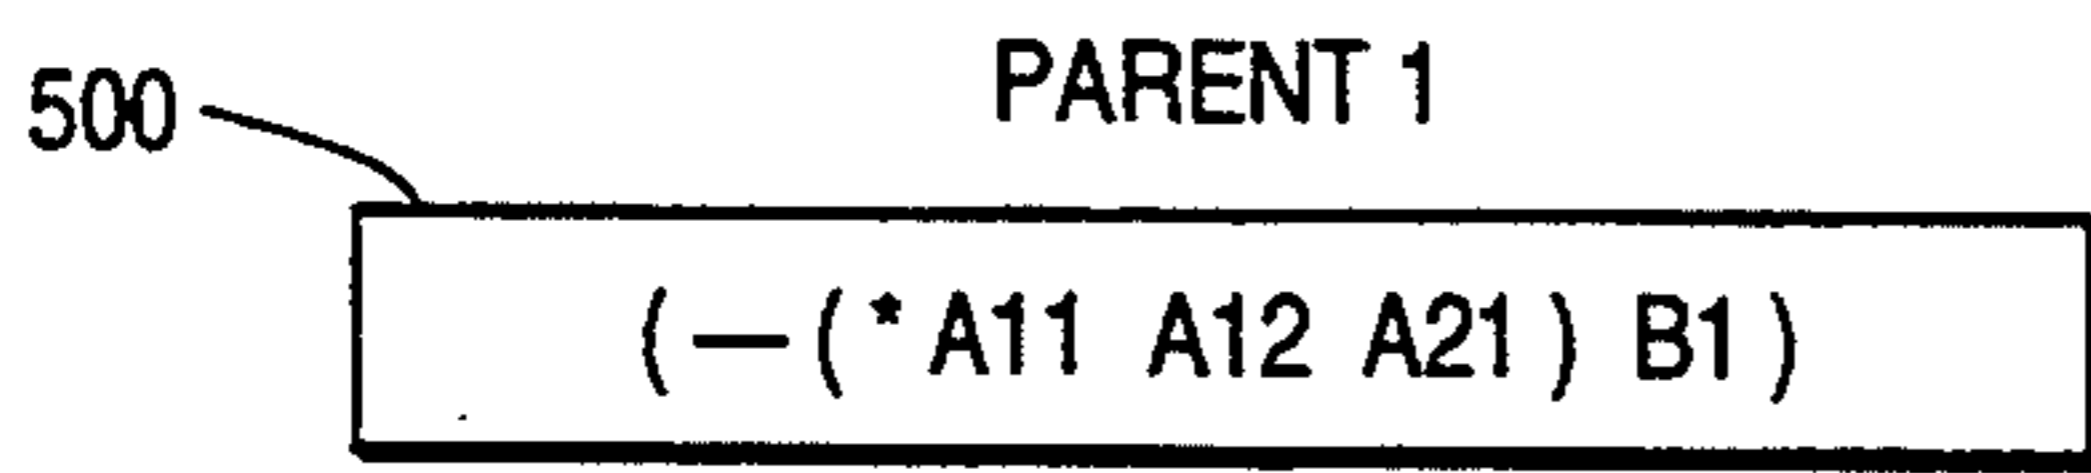 PARENT 1
500
( — ( * A11 A12 A21 ) B1 )